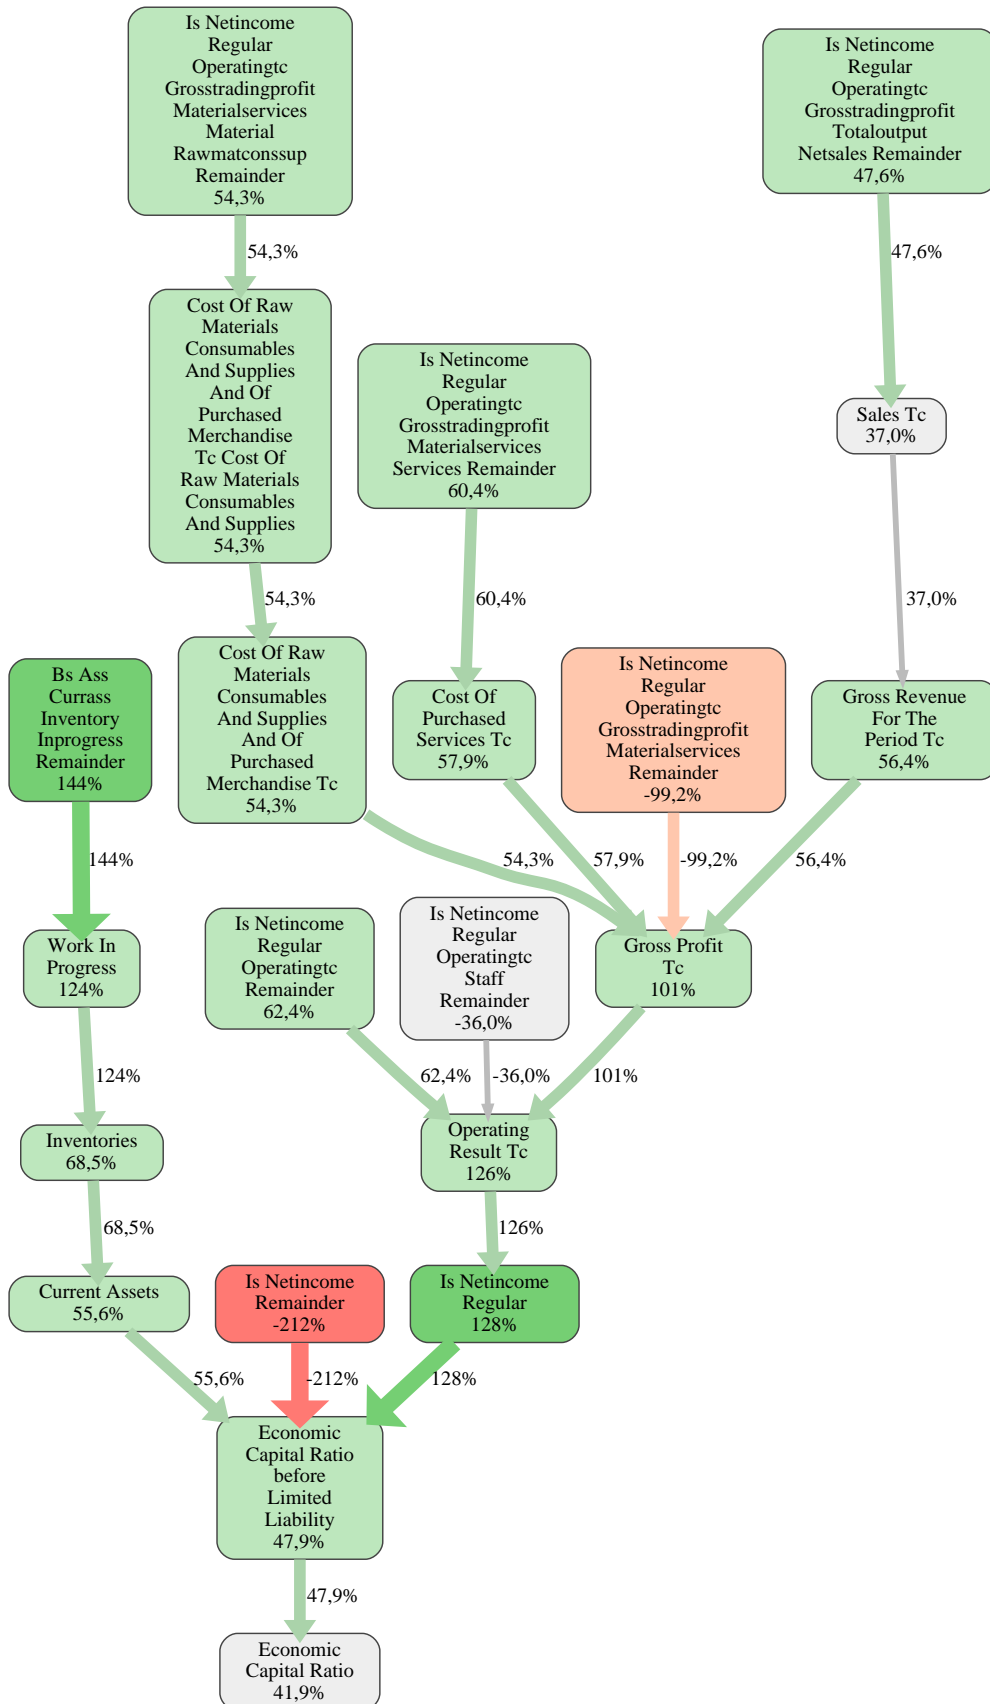 Is Netincome
Regular
Operatingtc
Grosstradingprofit
Materialservices
Material
Rawmatconssup
Remainder
54,3%
Is Netincome
Regular
Operatingtc
Grosstradingprofit
Totaloutput
Netsales Remainder
47,6%
54,3%
47,6%
Cost Of Raw
Materials
Consumables
And Supplies
And Of
Purchased
Merchandise
Tc Cost Of
Raw Materials
Consumables
And Supplies
54,3%
Is Netincome
Regular
Operatingtc
Grosstradingprofit
Materialservices
Services Remainder
60,4%
Sales Tc
37,0%
54,3%
60,4%
37,0%
Bs Ass
Currass
Inventory
Inprogress
Remainder
144%
Cost Of Raw
Materials
Consumables
And Supplies
And Of
Purchased
Merchandise Tc
54,3%
Cost Of
Purchased
Services Tc
57,9%
Is Netincome
Regular
Operatingtc
Grosstradingprofit
Materialservices
Remainder
-99,2%
Gross Revenue
For The
Period Tc
56,4%
144%
54,3%
57,9%
-99,2%
56,4%
Work In
Progress
124%
Is Netincome
Regular
Operatingtc
Remainder
62,4%
Is Netincome
Regular
Operatingtc
Staff
Remainder
-36,0%
Gross Profit
Tc
101%
124%
62,4%
-36,0%
101%
Inventories
68,5%
Operating
Result Tc
126%
68,5%
126%
Current Assets
55,6%
Is Netincome
Remainder
-212%
Is Netincome
Regular
128%
55,6%
-212%
128%
Economic
Capital Ratio
before
Limited
Liability
47,9%
47,9%
Economic
Capital Ratio
41,9%